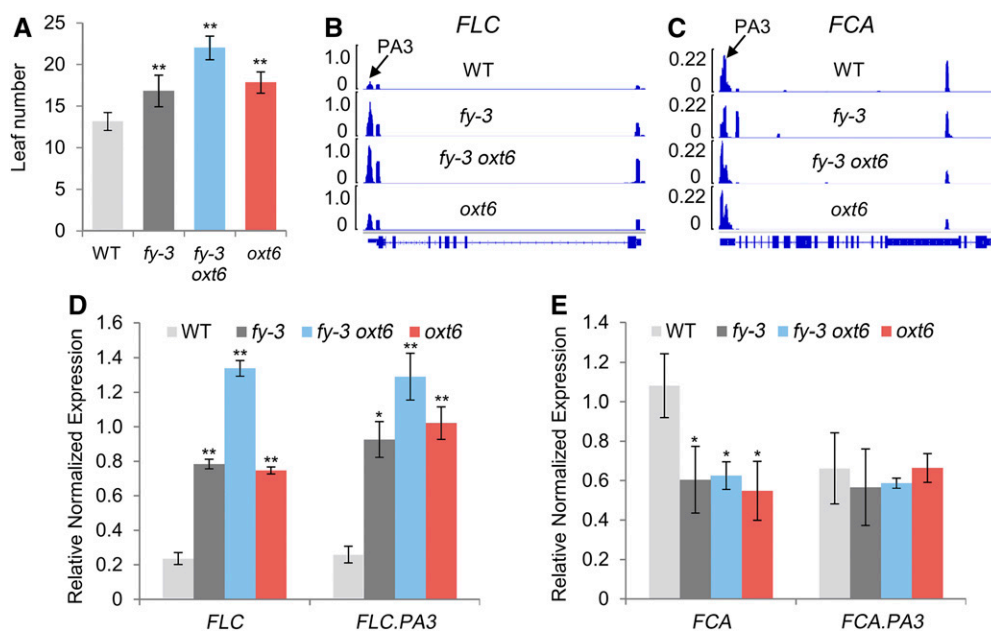 A
Leaf number
25
20
15
10
5
0
**
**
**
WT
fy-3
fy-3 oxt6
oxt6
B
FLC
PA3
1.0
0
WT
1.0
0
fy-3
1.0
0
fy-3 oxt6
1.0
0
oxt6
C
FCA
PA3
0.22
0
WT
0.22
0
fy-3
0.22
0
fy-3 oxt6
0.22
0
oxt6
D
Relative Normalized Expression
1.6
1.4
1.2
1.0
0.8
0.6
0.4
0.2
0
WT fy-3 fy-3 oxt6 oxt6
**
**
**
*
**
**
FLC
FLC.PA3
E
Relative Normalized Expression
1.4
1.2
1.0
0.8
0.6
0.4
0.2
0
WT fy-3 fy-3 oxt6 oxt6
*
*
*
FCA
FCA.PA3